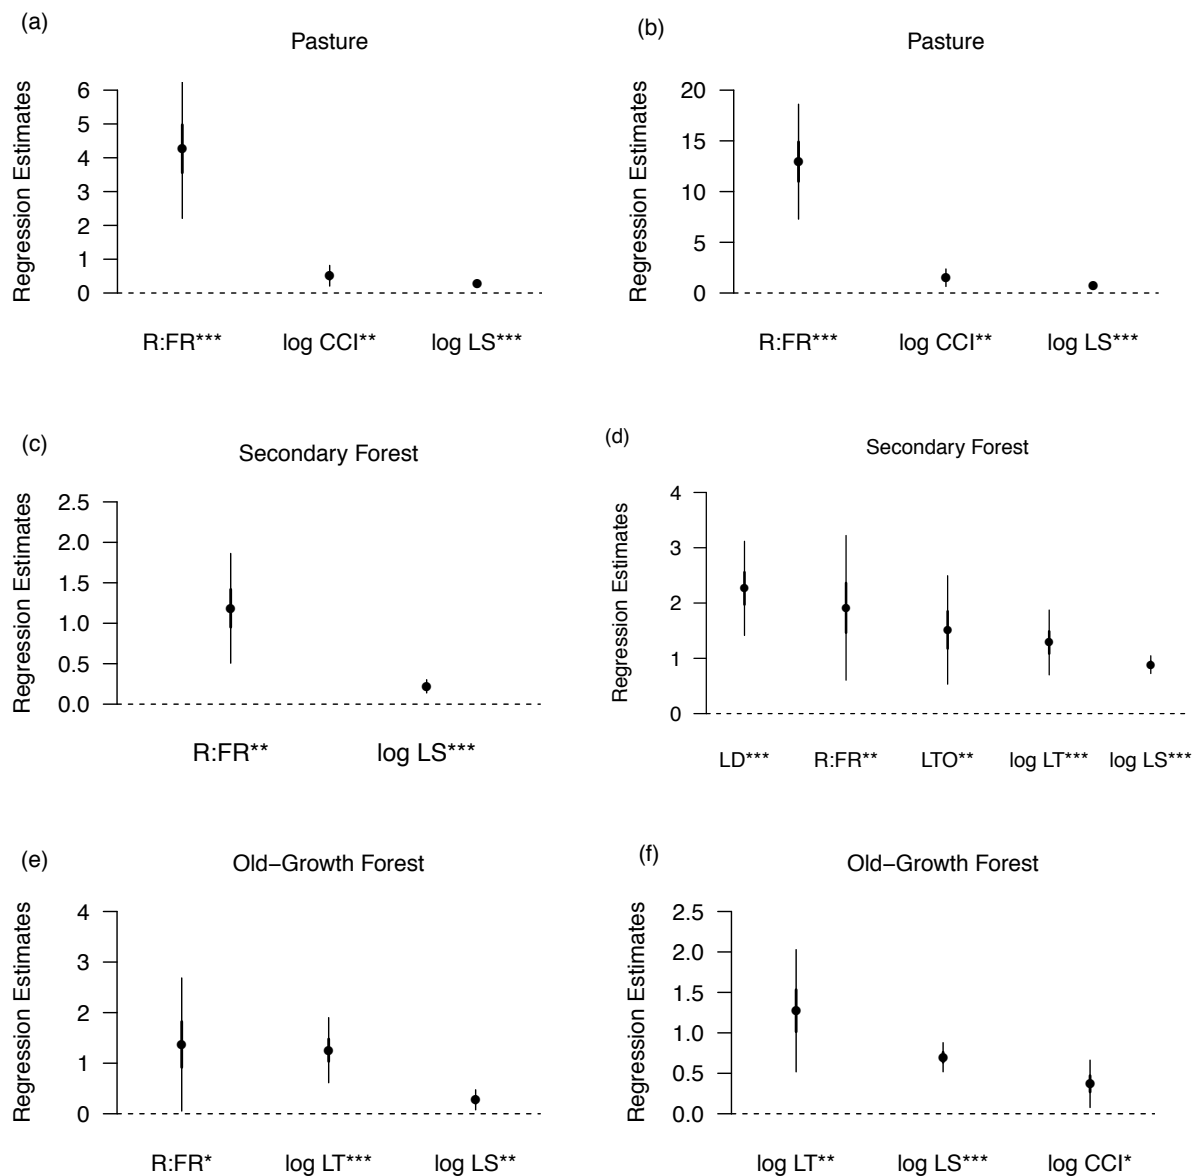 (a)
Pasture
Regression Estimates
6
5
4
3
2
1
0
R:FR*** log CCI** log LS***
(b)
Pasture
Regression Estimates
20
15
10
5
0
R:FR*** log CCI** log LS***
(c)
Secondary Forest
Regression Estimates
2.5
2.0
1.5
1.0
0.5
0.0
R:FR** log LS***
(d)
Secondary Forest
Regression Estimates
4
3
2
1
0
LD*** R:FR** LTO** log LT*** log LS***
(e)
Old−Growth Forest
Regression Estimates
4
3
2
1
0
R:FR* log LT*** log LS**
(f)
Old−Growth Forest
Regression Estimates
2.5
2.0
1.5
1.0
0.5
0.0
log LT** log LS*** log CCI*